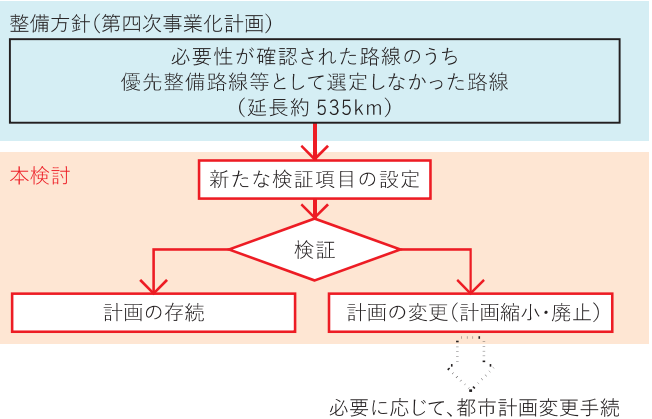 整備方針(第四次事業化計画)
必要性が確認された路線のうち
優先整備路線等として選定しなかった路線
(延長約 535km)
本検討
新たな検証項目の設定
検証
計画の存続
計画の変更(計画縮小・廃止)
必要に応じて、都市計画変更手続